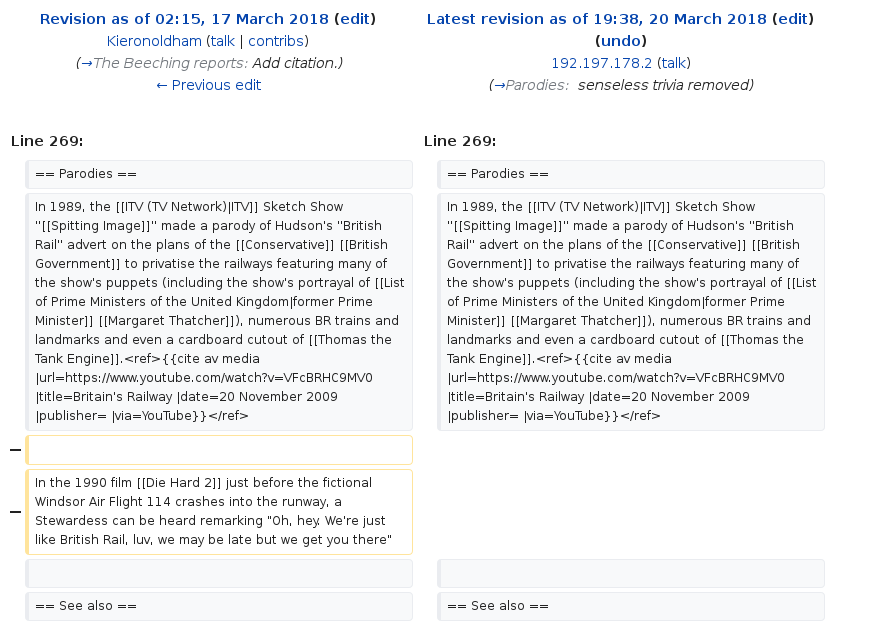 Revision as of 02:15, 17 March 2018 (edit)
Kieronoldham (talk | contribs)
(→The Beeching reports: Add citation.)
← Previous edit
Latest revision as of 19:38, 20 March 2018 (edit)
(undo)
192.197.178.2 (talk)
(→Parodies: senseless trivia removed)
Line 269:
Line 269:
== Parodies ==
== Parodies ==
In 1989, the [[ITV (TV Network)|ITV]] Sketch Show
''[[Spitting Image]]'' made a parody of Hudson's ''British
Rail'' advert on the plans of the [[Conservative]] [[British
Government]] to privatise the railways featuring many of
the show's puppets (including the show's portrayal of [[List
of Prime Ministers of the United Kingdom|former Prime
Minister]] [[Margaret Thatcher]]), numerous BR trains and
landmarks and even a cardboard cutout of [[Thomas the
Tank Engine]].<ref>{{cite av media
|url=https://www.youtube.com/watch?v=VFcBRHC9MV0
|title=Britain's Railway |date=20 November 2009
|publisher= |via=YouTube}}</ref>
In 1989, the [[ITV (TV Network)|ITV]] Sketch Show
''[[Spitting Image]]'' made a parody of Hudson's ''British
Rail'' advert on the plans of the [[Conservative]] [[British
Government]] to privatise the railways featuring many of
the show's puppets (including the show's portrayal of [[List
of Prime Ministers of the United Kingdom|former Prime
Minister]] [[Margaret Thatcher]]), numerous BR trains and
landmarks and even a cardboard cutout of [[Thomas the
Tank Engine]].<ref>{{cite av media
|url=https://www.youtube.com/watch?v=VFcBRHC9MV0
|title=Britain's Railway |date=20 November 2009
|publisher= |via=YouTube}}</ref>
−
− In the 1990 film [[Die Hard 2]] just before the fictional
Windsor Air Flight 114 crashes into the runway, a
Stewardess can be heard remarking "Oh, hey. We're just
like British Rail, luv, we may be late but we get you there"
== See also ==
== See also ==